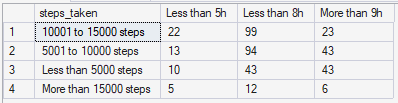 steps_taken Less than 5h Less than 8h More than 9h
1 10001 to 15000 steps 22 99 23
2 5001 to 10000 steps 13 94 43
3 Less than 5000 steps 10 43 43
4 More than 15000 steps 5 12 6